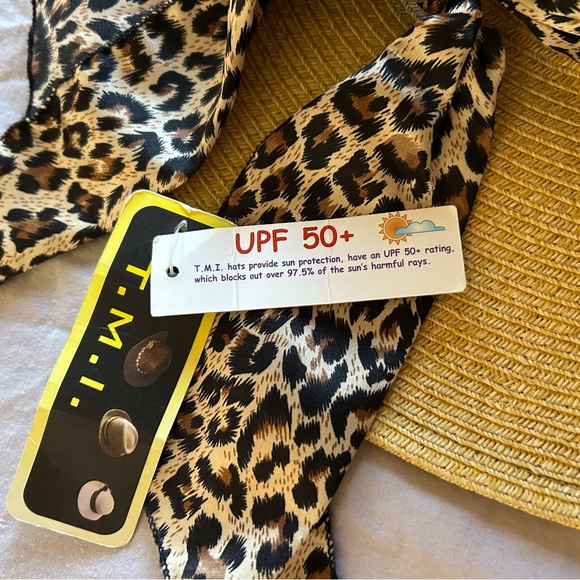 UPF 50+
T.M.I. hats provide sun protection, have an UPF 50+ rating,
which blocks out over 97.5% of the sun's harmful rays.
T.M.I.